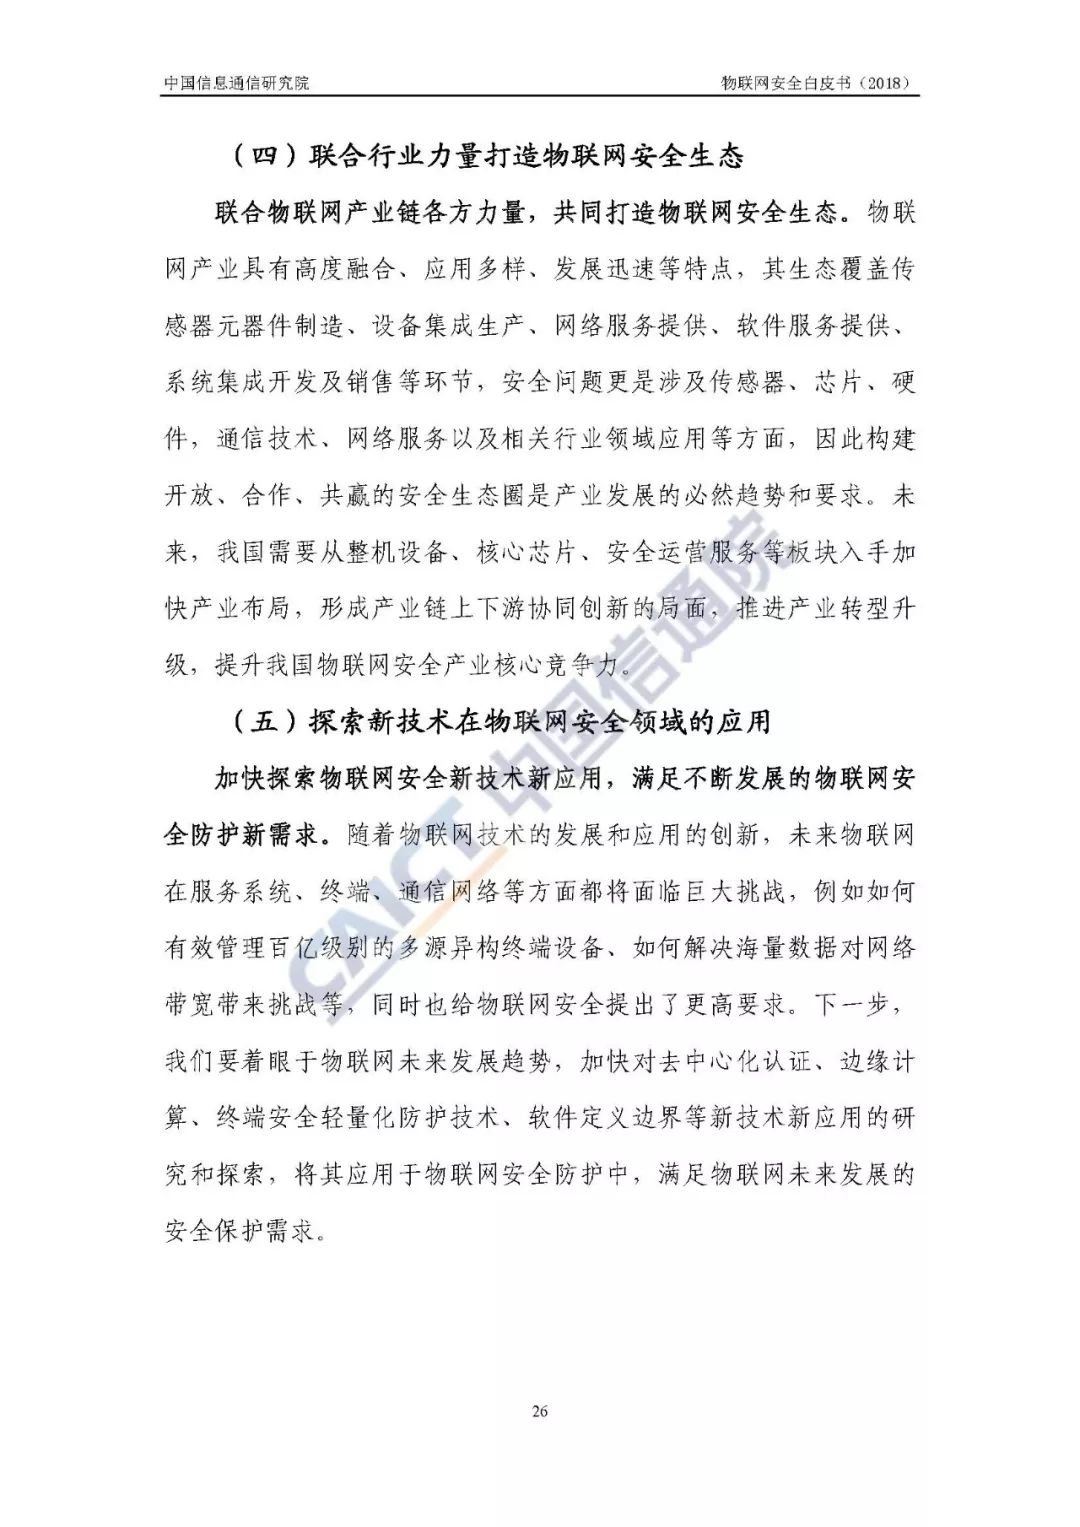 中国信息通信研究院
物联网安全白皮书（2018）
（四）联合行业力量打造物联网安全生态
联合物联网产业链各方力量，共同打造物联网安全生态。物联
网产业具有高度融合、应用多样、发展迅速等特点，其生态覆盖传
感器元器件制造、设备集成生产、网络服务提供、软件服务提供、
系统集成开发及销售等环节，安全问题更是涉及传感器、芯片、硬
件，通信技术、网络服务以及相关行业领域应用等方面，因此构建
开放、合作、共赢的安全生态圈是产业发展的必然趋势和要求。未
来，我国需要从整机设备、核心芯片、安全运营服务等板块入手加
快产业布局，形成产业链上下游协同创新的局面，推进产业转型升
级，提升我国物联网安全产业核心竞争力。
（五）探索新技术在物联网安全领域的应用
加快探索物联网安全新技术新应用，满足不断发展的物联网安
全防护新需求。随着物联网技术的发展和应用的创新，未来物联网
在服务系统、终端、通信网络等方面都将面临巨大挑战，例如如何
有效管理百亿级别的多源异构终端设备、如何解决海量数据对网络
带宽带来挑战等，同时也给物联网安全提出了更高要求。下一步，
我们要着眼于物联网未来发展趋势，加快对去中心化认证、边缘计
算、终端安全轻量化防护技术、软件定义边界等新技术新应用的研
究和探索，将其应用于物联网安全防护中，满足物联网未来发展的
安全保护需求。
CAICT 中国信通院
26